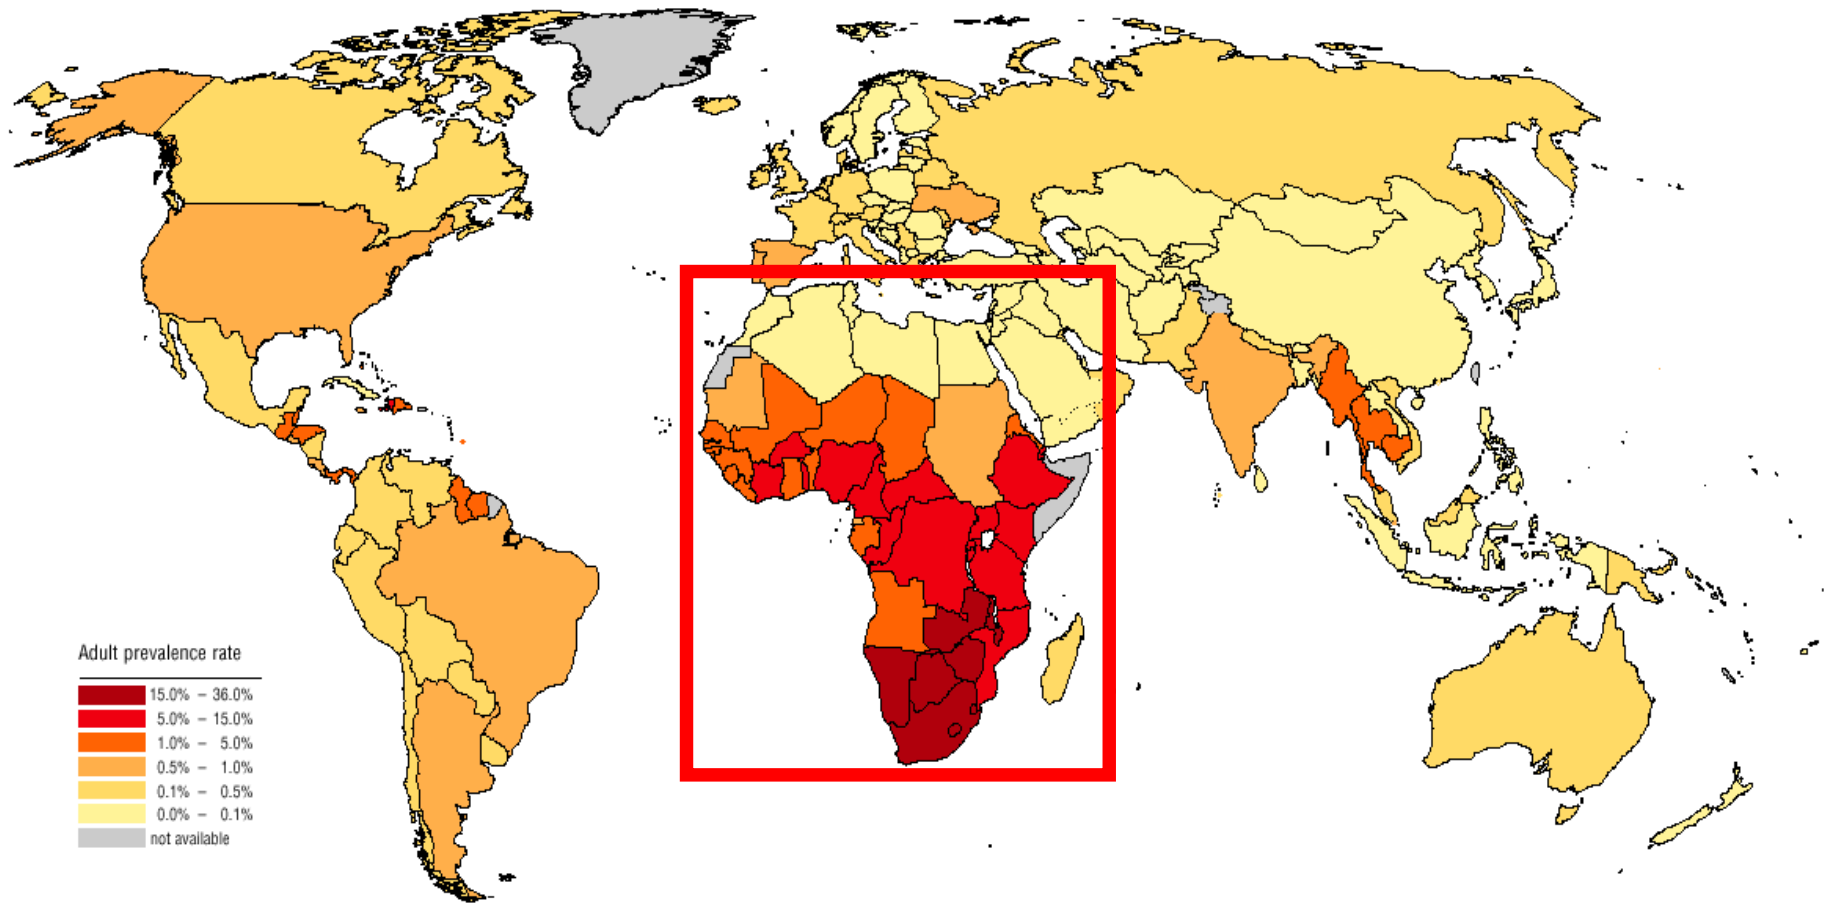 Adult prevalence rate
15.0% – 36.0%
5.0% – 15.0%
1.0% – 5.0%
0.5% – 1.0%
0.1% – 0.5%
0.0% – 0.1%
not available